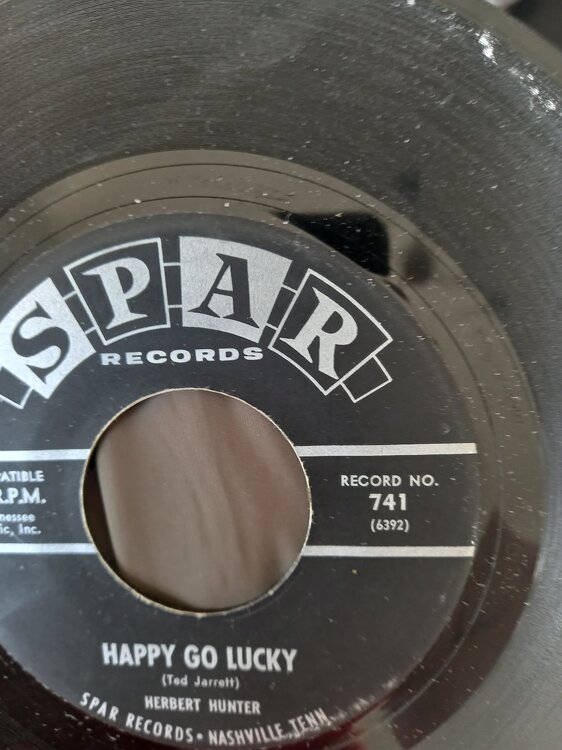 SPAR
RECORDS
RECORD NO.
741
(6392)
R.P.M.
HAPPY GO LUCKY
(Ted Jarrett)
HERBERT HUNTER
SPAR RECORDS • NASHVILLE, TENN.